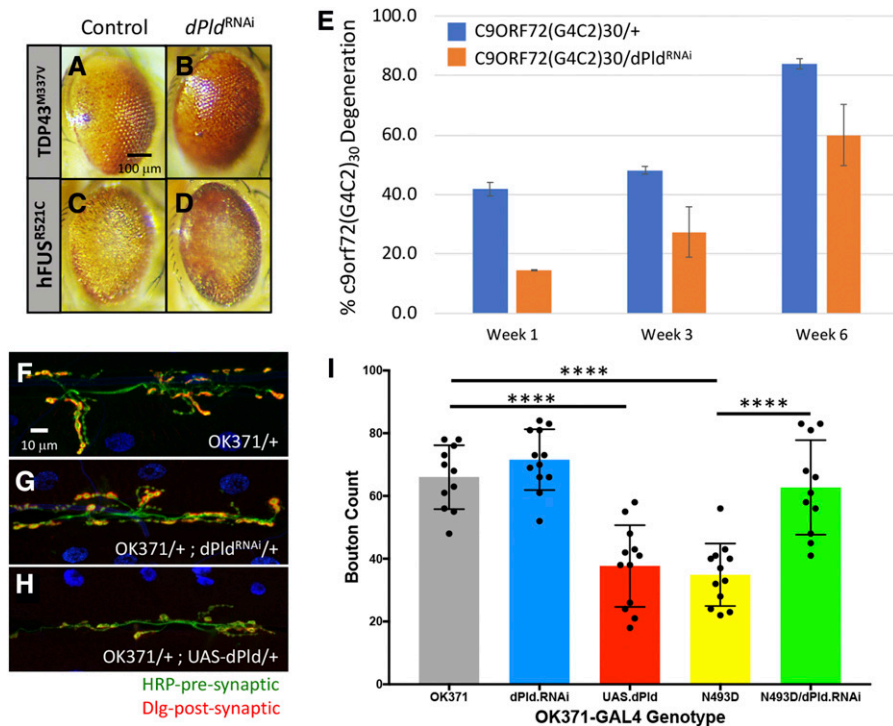 Control dPld^RNAi
TDP43^M337V
A
B
100 μm
hFUS^R521C
C
D
E
C9ORF72(G4C2)30/+
C9ORF72(G4C2)30/dPld^RNAi
% c9orf72(G4C2)₃₀ Degeneration
80.0
60.0
40.0
20.0
0.0
Week 1 Week 3 Week 6
F
10 μm
OK371/+
G
OK371/+ ; dPld^RNAi/+
H
OK371/+ ; UAS-dPld/+
HRP-pre-synaptic
Dlg-post-synaptic
I
****
****
****
Bouton Count
100
80
60
40
20
0
OK371 dPld.RNAi UAS.dPld N493D N493D/dPld.RNAi
OK371-GAL4 Genotype